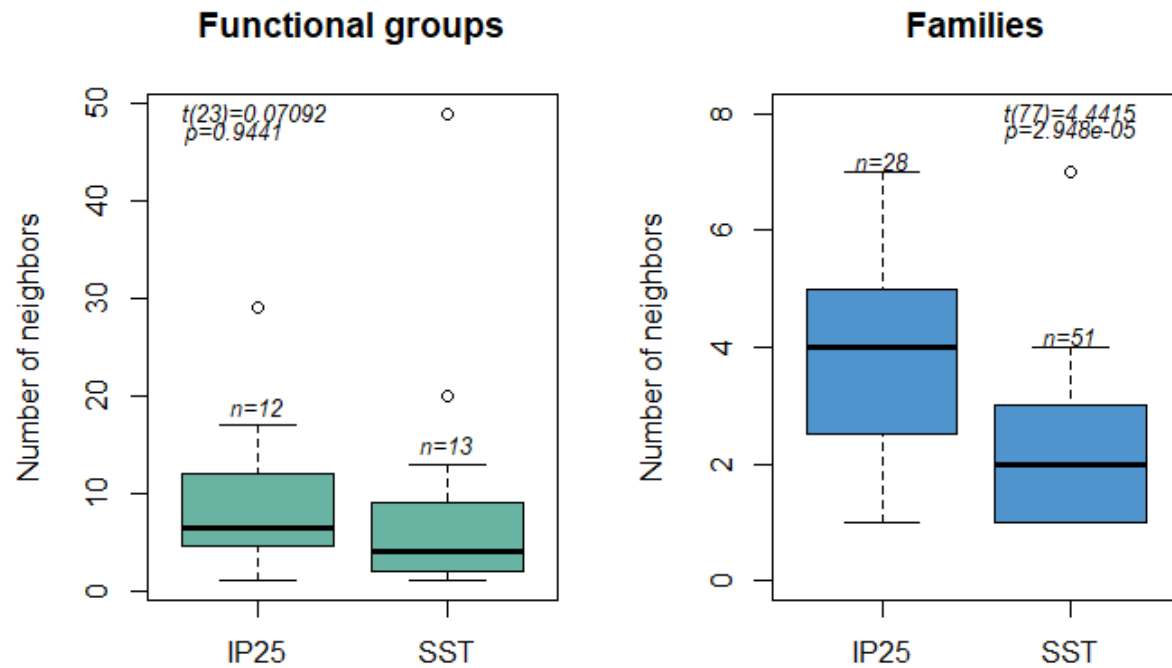 Functional groups
t(23)=0.07092
p=0.9441
50
40
30
20
10
0
Number of neighbors
n=12
n=13
IP25
SST
Families
t(77)=4.4415
p=2.948e-05
8
6
4
2
0
Number of neighbors
n=28
n=51
IP25
SST